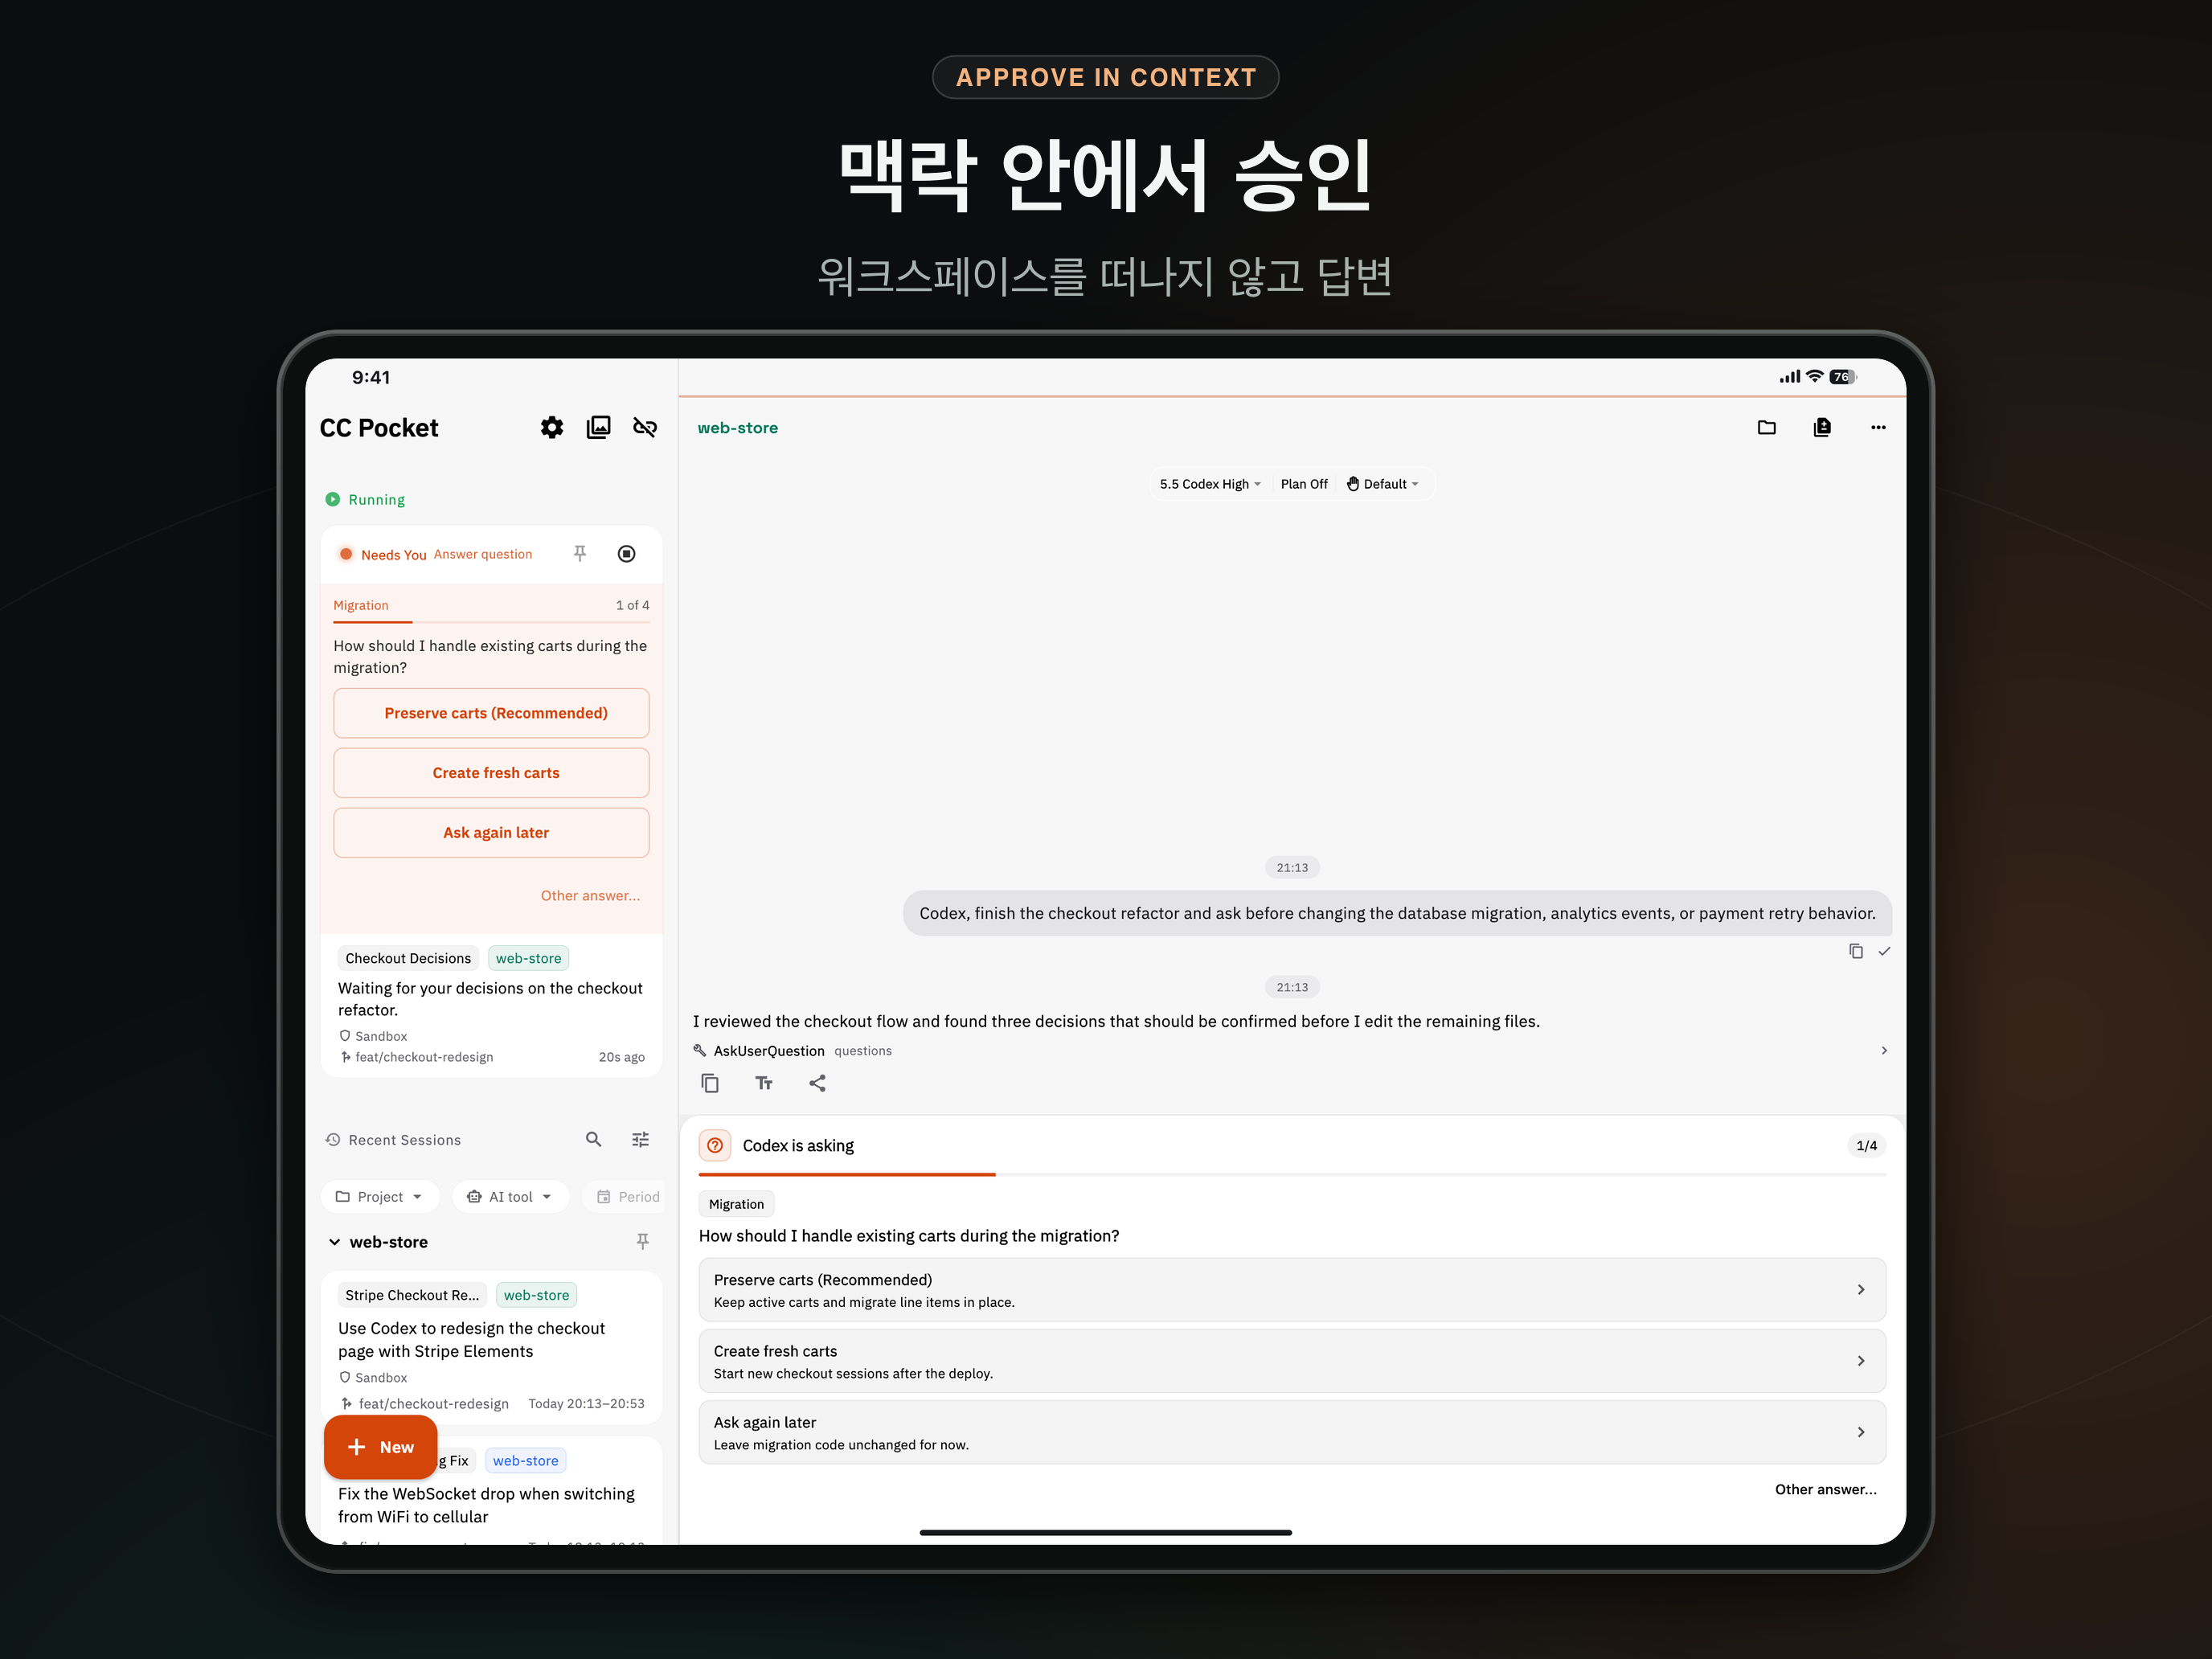 APPROVE IN CONTEXT
맥락 안에서 승인
워크스페이스를 떠나지 않고 답변
9:41
76
CC Pocket
Running
Needs You Answer question
Migration 1 of 4
How should I handle existing carts during the
migration?
Preserve carts (Recommended)
Create fresh carts
Ask again later
Other answer...
Checkout Decisions web-store
Waiting for your decisions on the checkout
refactor.
Sandbox
feat/checkout-redesign 20s ago
Recent Sessions
Project AI tool Period
web-store
Stripe Checkout Re... web-store
Use Codex to redesign the checkout
page with Stripe Elements
Sandbox
feat/checkout-redesign Today 20:13–20:53
New
g Fix web-store
Fix the WebSocket drop when switching
from WiFi to cellular
web-store
5.5 Codex High Plan Off Default
21:13
Codex, finish the checkout refactor and ask before changing the database migration, analytics events, or payment retry behavior.
21:13
I reviewed the checkout flow and found three decisions that should be confirmed before I edit the remaining files.
AskUserQuestion questions
Codex is asking 1/4
Migration
How should I handle existing carts during the migration?
Preserve carts (Recommended)
Keep active carts and migrate line items in place.
Create fresh carts
Start new checkout sessions after the deploy.
Ask again later
Leave migration code unchanged for now.
Other answer...